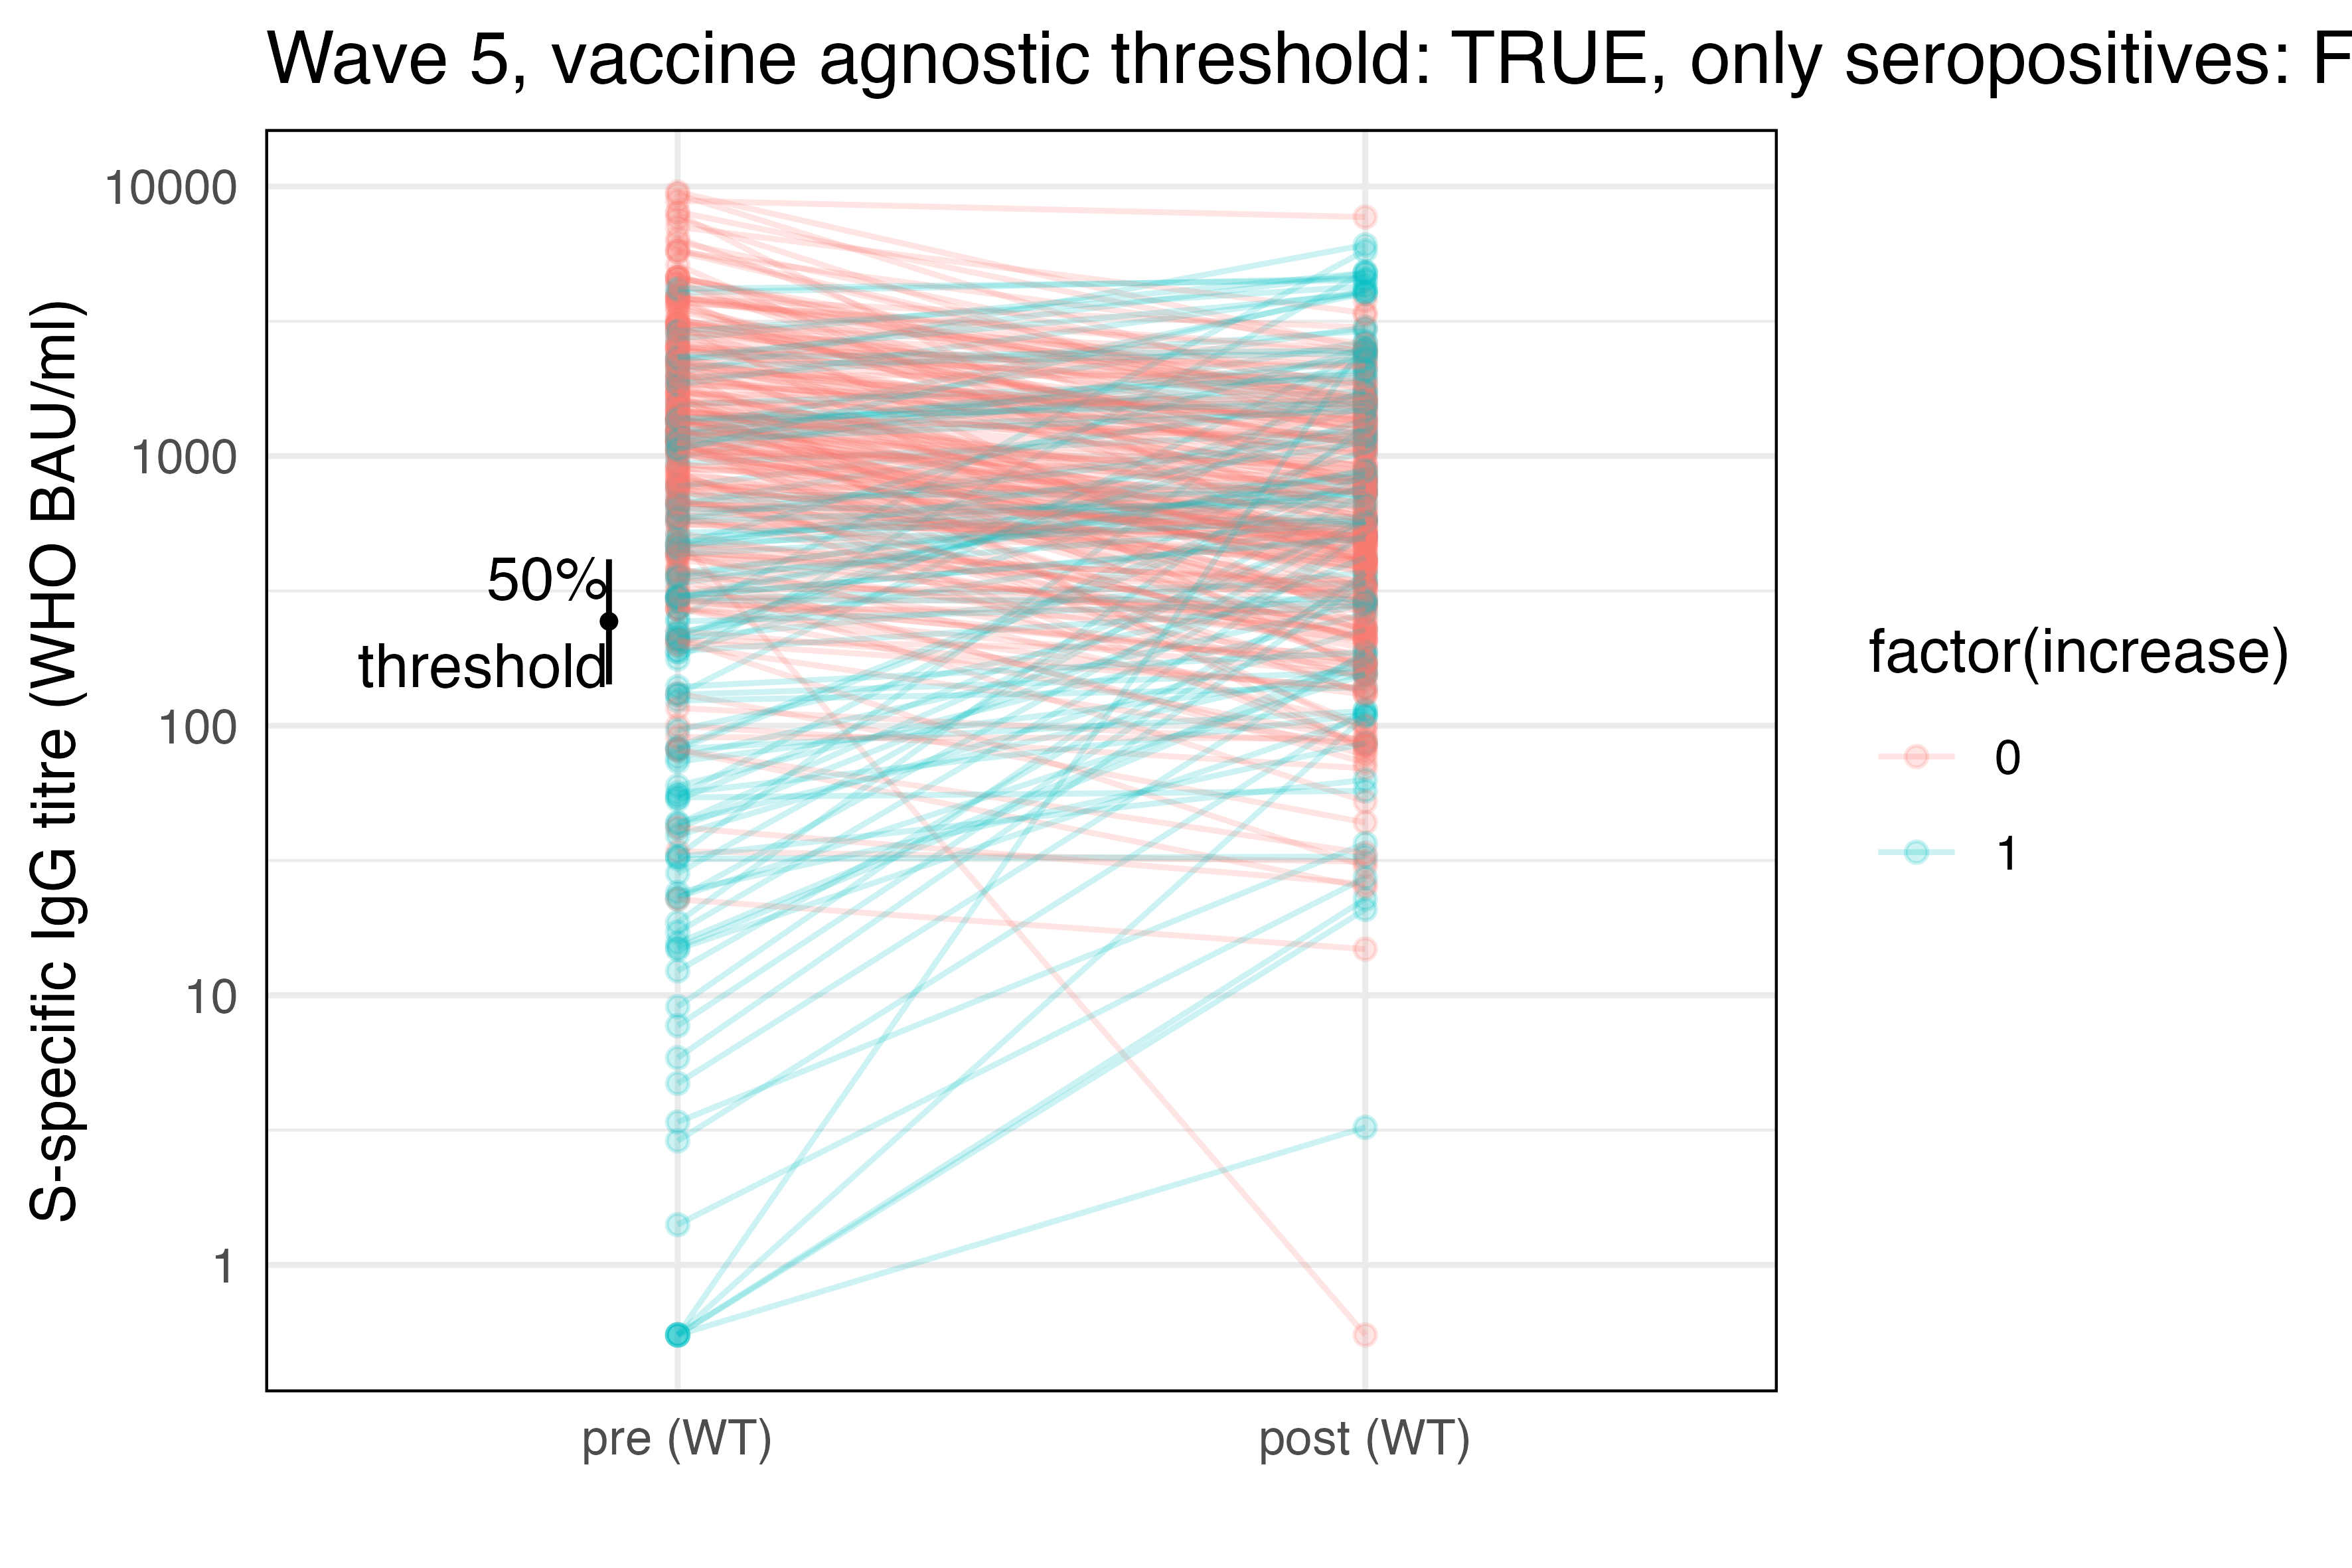 Wave 5, vaccine agnostic threshold: TRUE, only seropositives: F
S-specific IgG titre (WHO BAU/ml)
10000
1000
100
10
1
50%
threshold
pre (WT)
post (WT)
factor(increase)
0
1